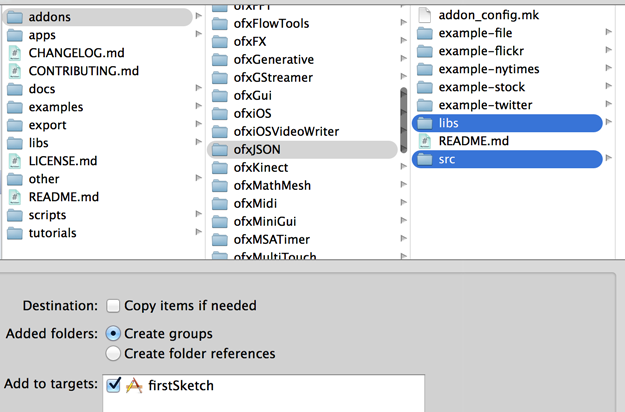 addons
apps
CHANGELOG.md
CONTRIBUTING.md
docs
examples
export
libs
LICENSE.md
other
README.md
scripts
tutorials
ofxFlowTools
ofxFX
ofxGenerative
ofxGStreamer
ofxGui
ofxiOS
ofxiOSVideoWriter
ofxJSON
ofxKinect
ofxMathMesh
ofxMidi
ofxMiniGui
ofxMSATimer
ofxMultiTouch
addon_config.mk
example-file
example-flickr
example-nytimes
example-stock
example-twitter
libs
README.md
src
Destination: Copy items if needed
Added folders: Create groups
Create folder references
Add to targets: firstSketch